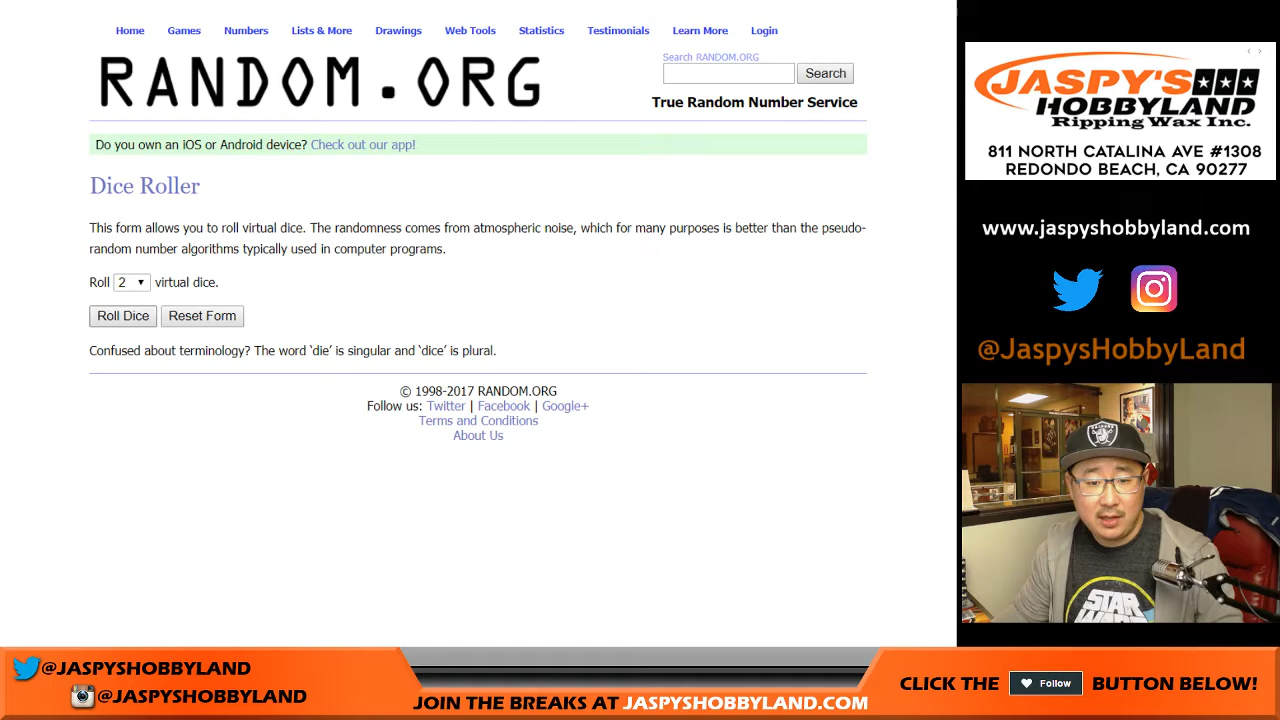 Home Games Numbers Lists & More Drawings Web Tools Statistics Testimonials Learn More Login
RANDOM.ORG
Search RANDOM.ORG
Search
True Random Number Service
Do you own an iOS or Android device? Check out our app!
Dice Roller
This form allows you to roll virtual dice. The randomness comes from atmospheric noise, which for many purposes is better than the pseudo-
random number algorithms typically used in computer programs.
Roll 2 virtual dice.
Roll Dice Reset Form
Confused about terminology? The word ‘die’ is singular and ‘dice’ is plural.
© 1998-2017 RANDOM.ORG
Follow us: Twitter | Facebook | Google+
Terms and Conditions
About Us
JASPY'S
HOBBYLAND
Ripping Wax Inc.
811 NORTH CATALINA AVE #1308
REDONDO BEACH, CA 90277
www.jaspyshobbyland.com
@JaspysHobbyLand
STAR
@JASPYSHOBBYLAND
@JASPYSHOBBYLAND
JOIN THE BREAKS AT JASPYSHOBBYLAND.COM
CLICK THE Follow BUTTON BELOW!